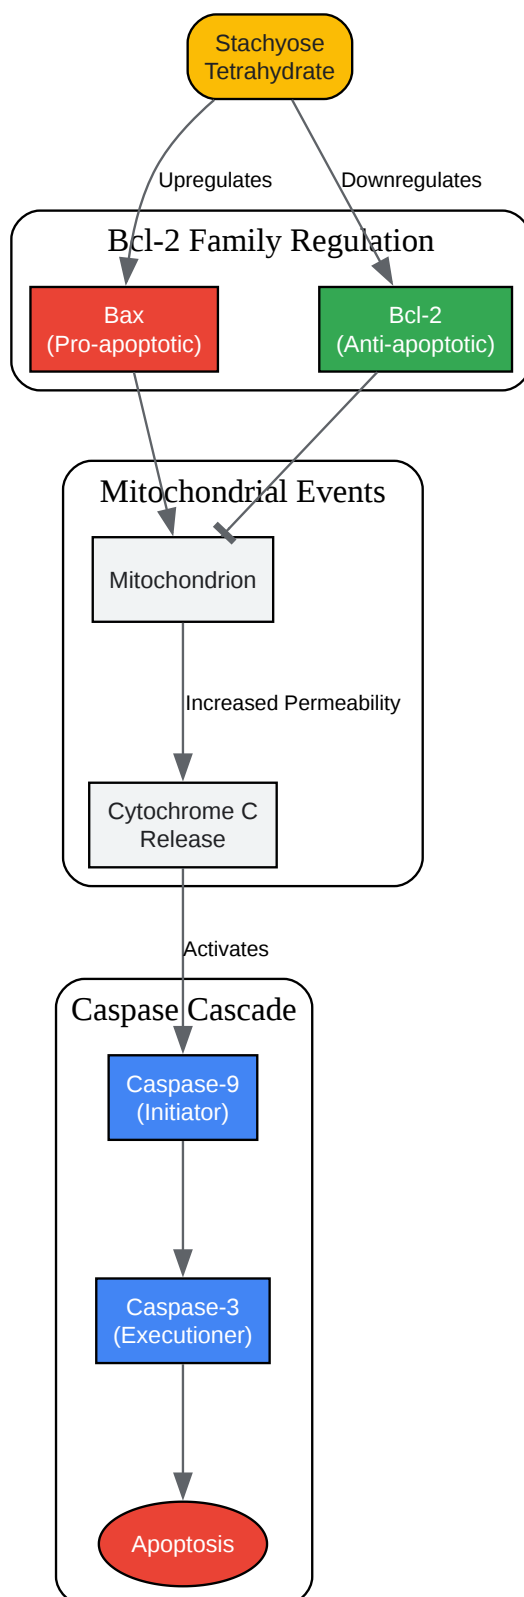 Stachyose
Tetrahydrate
Upregulates
Downregulates
Bcl-2 Family Regulation
Bax
(Pro-apoptotic)
Bcl-2
(Anti-apoptotic)
Mitochondrial Events
Mitochondrion
Increased Permeability
Cytochrome C
Release
Activates
Caspase Cascade
Caspase-9
(Initiator)
Caspase-3
(Executioner)
Apoptosis